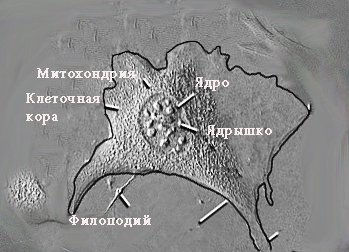 Митохондрия
Ядро
Клеточная
кора
Ядрышко
Филоподий